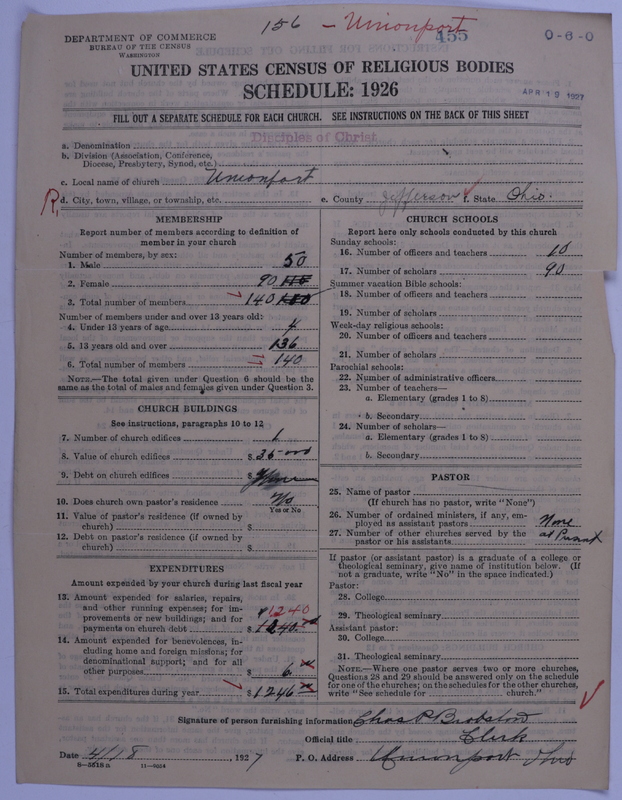 156 - Unionport
DEPARTMENT OF COMMERCE
BUREAU OF THE CENSUS
WASHINGTON
455
0-6-0
UNITED STATES CENSUS OF RELIGIOUS BODIES
SCHEDULE: 1926
APR 19 1927
FILL OUT A SEPARATE SCHEDULE FOR EACH CHURCH. SEE INSTRUCTIONS ON THE BACK OF THIS SHEET
Disciples of Christ
a. Denomination
b. Division (Association, Conference,
Diocese, Presbytery, Synod, etc.)
c. Local name of church Unionport
R. d. City, town, village, or township, etc. e. County Jefferson f. State Ohio.
MEMBERSHIP
Report number of members according to definition of
member in your church
Number of members, by sex:
1. Male 50
2. Female 90
3. Total number of members 140
Number of members under and over 13 years old:
4. Under 13 years of age 4
5. 13 years old and over 136
6. Total number of members 140
NOTE.—The total given under Question 6 should be
same as the total of males and females given under Question 3.
CHURCH BUILDINGS
See instructions, paragraphs 10 to 12
7. Number of church edifices 1
8. Value of church edifices $
9. Debt on church edifices $
10. Does church own pastor's residence No
Yes or No
11. Value of pastor's residence (if owned by
church) $
12. Debt on pastor's residence (if owned by
church) $
EXPENDITURES
Amount expended by your church during last fiscal year
13. Amount expended for salaries, repairs,
and other running expenses; for im-
provements or new buildings; and for 1240
payments on church debt $ 1240
14. Amount expended for benevolences, in-
cluding home and foreign missions; for
denominational support; and for all
other purposes $ 6
15. Total expenditures during year $ 1246
CHURCH SCHOOLS
Report here only schools conducted by this church
Sunday schools:
16. Number of officers and teachers 10
17. Number of scholars 90
Summer vacation Bible schools:
18. Number of officers and teachers
19. Number of scholars
Week-day religious schools:
20. Number of officers and teachers
21. Number of scholars
Parochial schools:
22. Number of administrative officers
23. Number of teachers—
a. Elementary (grades 1 to 8)
b. Secondary
24. Number of scholars—
a. Elementary (grades 1 to 8)
b. Secondary
PASTOR
25. Name of pastor
(If church has no pastor, write "None")
26. Number of ordained ministers, if any, em-
ployed as assistant pastors None
27. Number of other churches served by the at
pastor or his assistants
If pastor (or assistant pastor) is a graduate of a college or
theological seminary, give name of institution below. (If
not a graduate, write "No" in the space indicated.)
Pastor:
28. College
29. Theological seminary
Assistant pastor:
30. College
31. Theological seminary
NOTE.—Where one pastor serves two or more churches,
Questions 28 and 29 should be answered only on the schedule
for one of the churches; on the schedules for the other churches,
write "See schedule for church."
Signature of person furnishing information Chas
Official title Clerk
Date 4/18 1927 P. O. Address Unionport Ohio
8-5518 11-8654